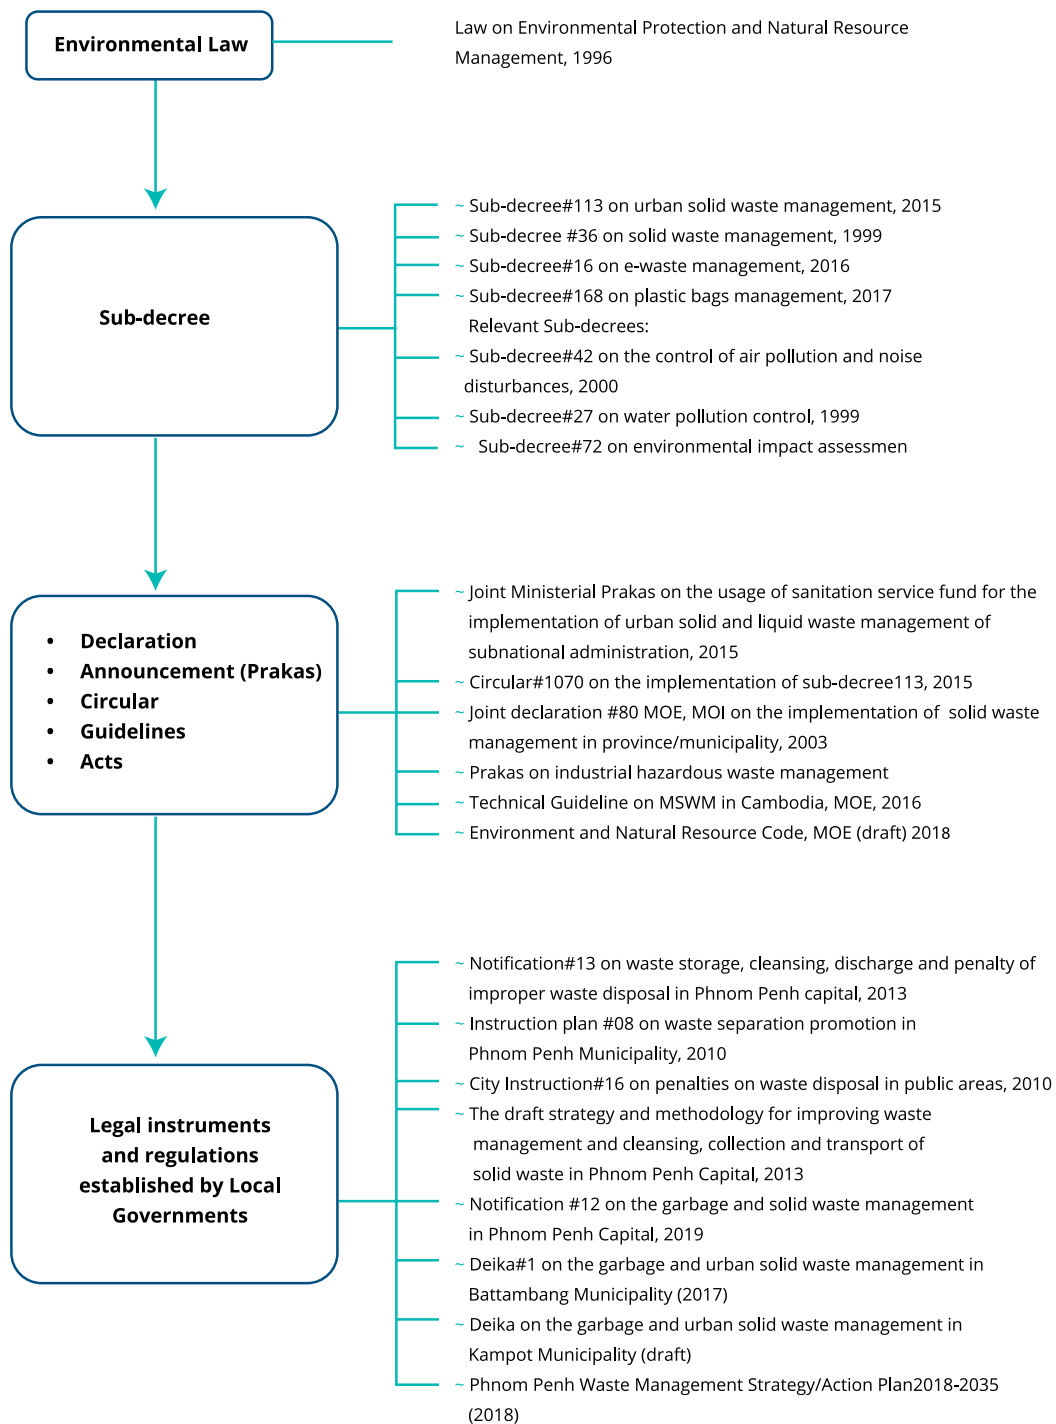 Environmental Law
Law on Environmental Protection and Natural Resource
Management, 1996
Sub-decree
~ Sub-decree#113 on urban solid waste management, 2015
~ Sub-decree #36 on solid waste management, 1999
~ Sub-decree#16 on e-waste management, 2016
~ Sub-decree#168 on plastic bags management, 2017
Relevant Sub-decrees:
~ Sub-decree#42 on the control of air pollution and noise
disturbances, 2000
~ Sub-decree#27 on water pollution control, 1999
~ Sub-decree#72 on environmental impact assessmen
• Declaration
• Announcement (Prakas)
• Circular
• Guidelines
• Acts
~ Joint Ministerial Prakas on the usage of sanitation service fund for the
implementation of urban solid and liquid waste management of
subnational administration, 2015
~ Circular#1070 on the implementation of sub-decree113, 2015
~ Joint declaration #80 MOE, MOI on the implementation of solid waste
management in province/municipality, 2003
~ Prakas on industrial hazardous waste management
~ Technical Guideline on MSWM in Cambodia, MOE, 2016
~ Environment and Natural Resource Code, MOE (draft) 2018
Legal instruments
and regulations
established by Local
Governments
~ Notification#13 on waste storage, cleansing, discharge and penalty of
improper waste disposal in Phnom Penh capital, 2013
~ Instruction plan #08 on waste separation promotion in
Phnom Penh Municipality, 2010
~ City Instruction#16 on penalties on waste disposal in public areas, 2010
~ The draft strategy and methodology for improving waste
management and cleansing, collection and transport of
solid waste in Phnom Penh Capital, 2013
~ Notification #12 on the garbage and solid waste management
in Phnom Penh Capital, 2019
~ Deika#1 on the garbage and urban solid waste management in
Battambang Municipality (2017)
~ Deika on the garbage and urban solid waste management in
Kampot Municipality (draft)
~ Phnom Penh Waste Management Strategy/Action Plan2018-2035
(2018)